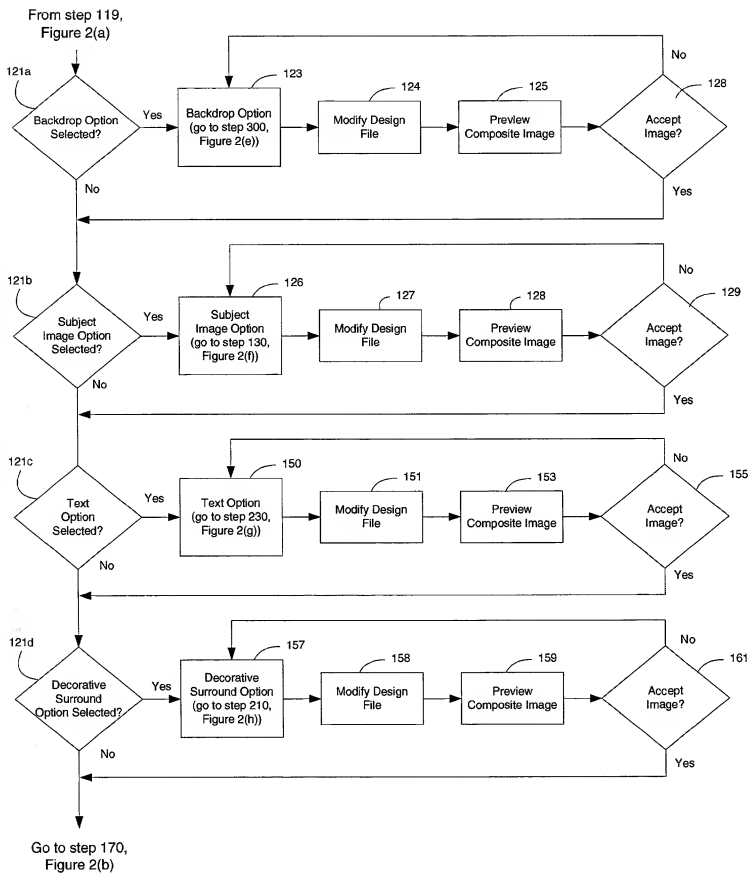 From step 119,
Figure 2(a)
121a
Backdrop Option
Selected?
Yes
No
123
Backdrop Option
(go to step 300,
Figure 2(e))
124
Modify Design
File
125
Preview
Composite Image
No
128
Accept
Image?
Yes
121b
Subject
Image Option
Selected?
Yes
No
126
Subject
Image Option
(go to step 130,
Figure 2(f))
127
Modify Design
File
128
Preview
Composite Image
No
129
Accept
Image?
Yes
121c
Text
Option
Selected?
Yes
No
150
Text Option
(go to step 230,
Figure 2(g))
151
Modify Design
File
153
Preview
Composite Image
No
155
Accept
Image?
Yes
121d
Decorative
Surround
Option Selected?
Yes
No
157
Decorative
Surround Option
(go to step 210,
Figure 2(h))
158
Modify Design
File
159
Preview
Composite Image
No
161
Accept
Image?
Yes
Go to step 170,
Figure 2(b)